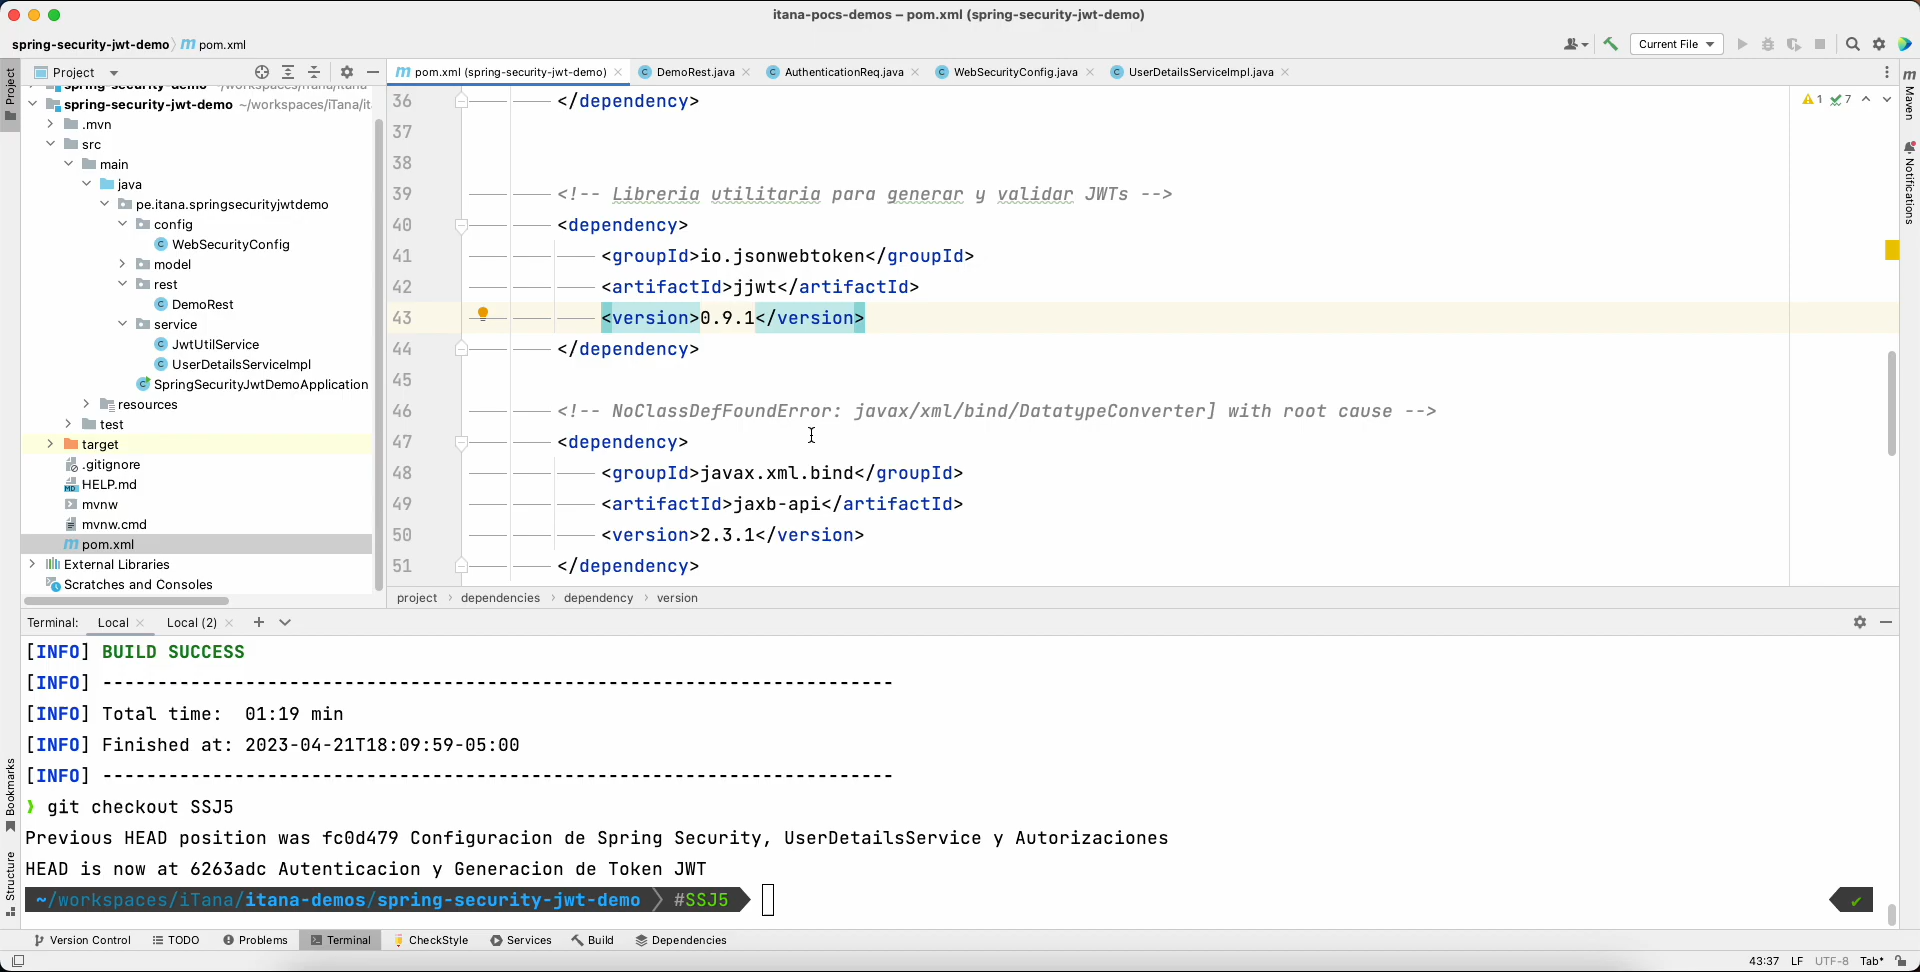 itana-pocs-demos – pom.xml (spring-security-jwt-demo)
spring-security-jwt-demo
pom.xml
Current File
Project
Project
pom.xml (spring-security-jwt-demo)
DemoRest.java
AuthenticationReq.java
WebSecurityConfig.java
UserDetailsServiceImpl.java
Maven
Notifications
spring-security-jwt-demo ~/workspaces/iTana/it
.mvn
src
main
java
pe.itana.springsecurityjwtdemo
config
WebSecurityConfig
model
rest
DemoRest
service
JwtUtilService
UserDetailsServiceImpl
SpringSecurityJwtDemoApplication
resources
test
target
.gitignore
HELP.md
mvnw
mvnw.cmd
pom.xml
External Libraries
Scratches and Consoles
1 7
36 </dependency>
37
38
39 <!-- Libreria utilitaria para generar y validar JWTs -->
40 <dependency>
41 <groupId>io.jsonwebtoken</groupId>
42 <artifactId>jjwt</artifactId>
43 <version>0.9.1</version>
44 </dependency>
45
46 <!-- NoClassDefFoundError: javax/xml/bind/DatatypeConverter] with root cause -->
47 <dependency>
48 <groupId>javax.xml.bind</groupId>
49 <artifactId>jaxb-api</artifactId>
50 <version>2.3.1</version>
51 </dependency>
project › dependencies › dependency › version
Terminal: Local Local (2)
[INFO] BUILD SUCCESS
[INFO] ------------------------------------------------------------------------
[INFO] Total time:  01:19 min
[INFO] Finished at: 2023-04-21T18:09:59-05:00
[INFO] ------------------------------------------------------------------------
❯ git checkout SSJ5
Previous HEAD position was fc0d479 Configuracion de Spring Security, UserDetailsService y Autorizaciones
HEAD is now at 6263adc Autenticacion y Generacion de Token JWT
~/workspaces/iTana/itana-demos/spring-security-jwt-demo #SSJ5 ✔
Bookmarks
Structure
Version Control
TODO
Problems
Terminal
CheckStyle
Services
Build
Dependencies
43:37 LF UTF-8 Tab*